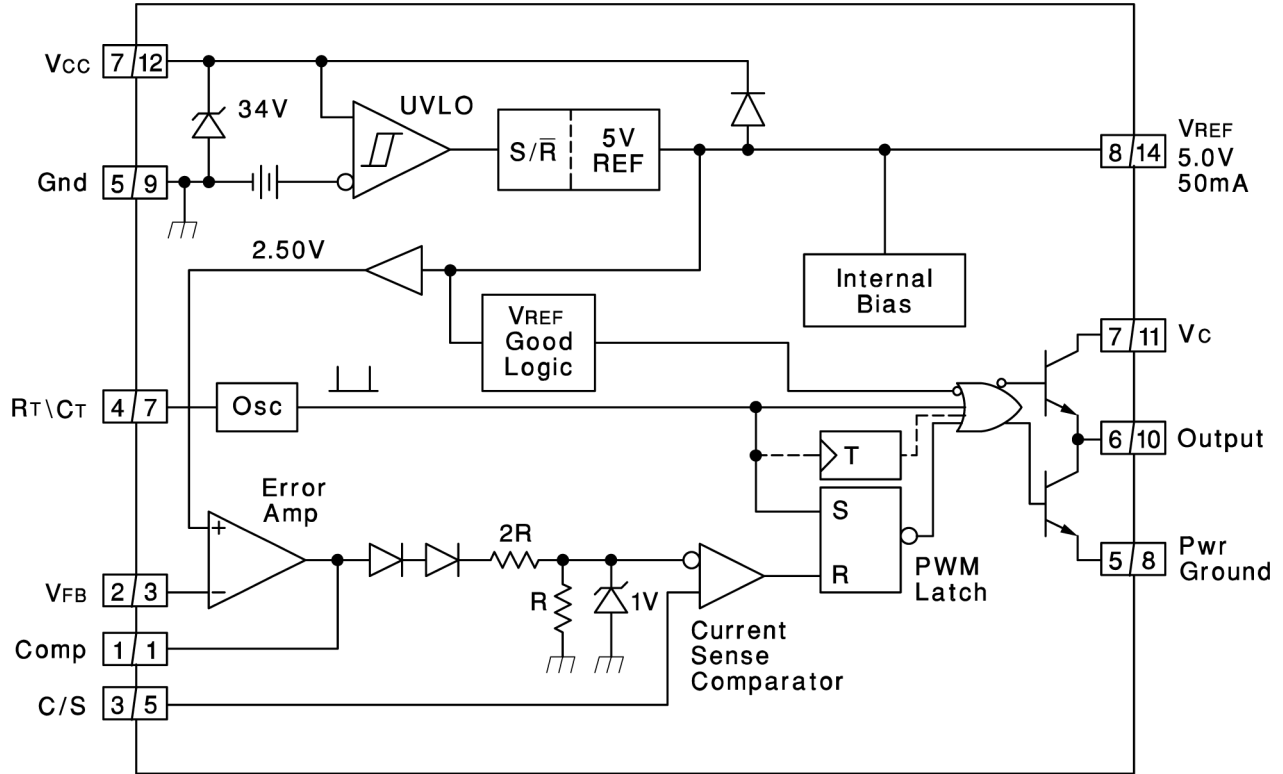 VCC 7/12
34V
UVLO
S/R̅
5V
REF
8/14
VREF
5.0V
50mA
Gnd 5/9
2.50V
Internal
Bias
VREF
Good
Logic
7/11 VC
RT\CT 4/7
Osc
T
6/10 Output
Error
Amp
+
−
2R
S
R
PWM
Latch
5/8
Pwr
Ground
VFB 2/3
R
1V
Comp 1/1
Current
Sense
Comparator
C/S 3/5